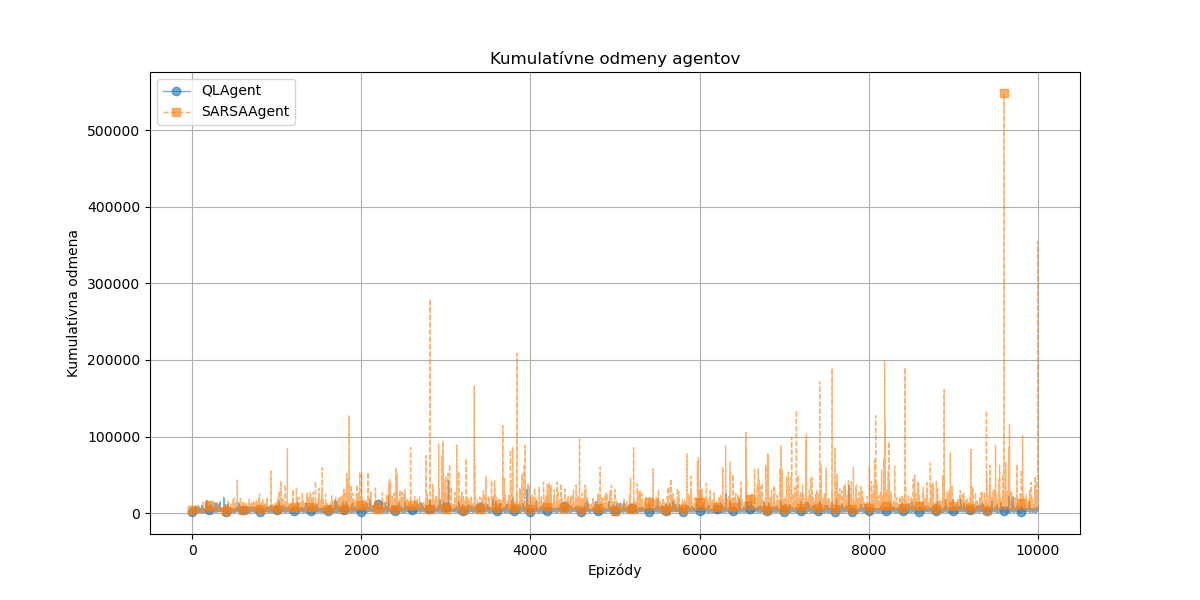 Kumulatívne odmeny agentov
QLAgent
SARSAAgent
Kumulatívna odmena
500000
400000
300000
200000
100000
0
0 2000 4000 6000 8000 10000
Epizódy